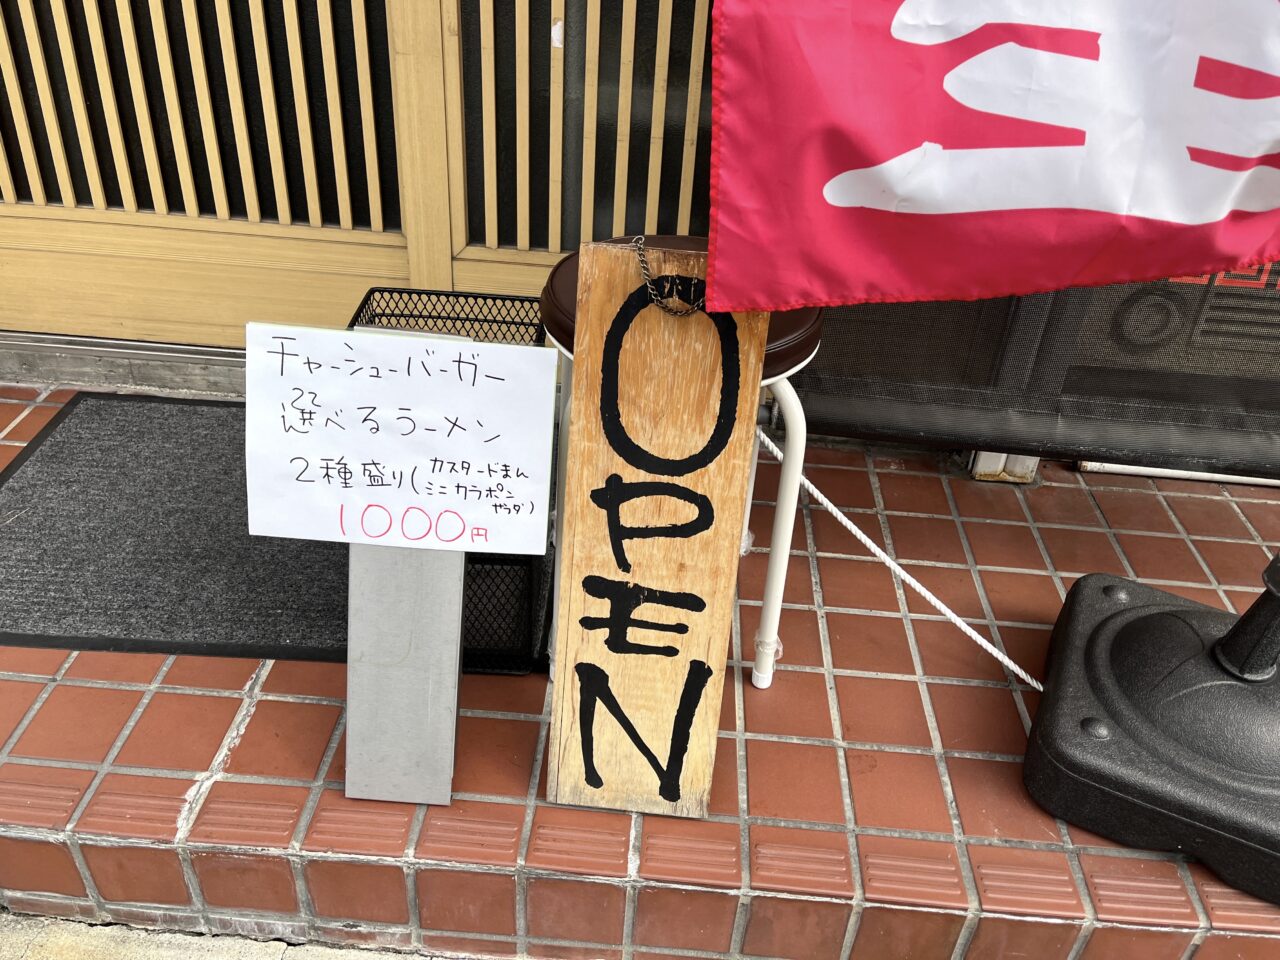 チャーシューバーガー
選べるラーメン
2種盛り(カスタードまん
ミニカラポン
サラダ)
1000円
OPEN